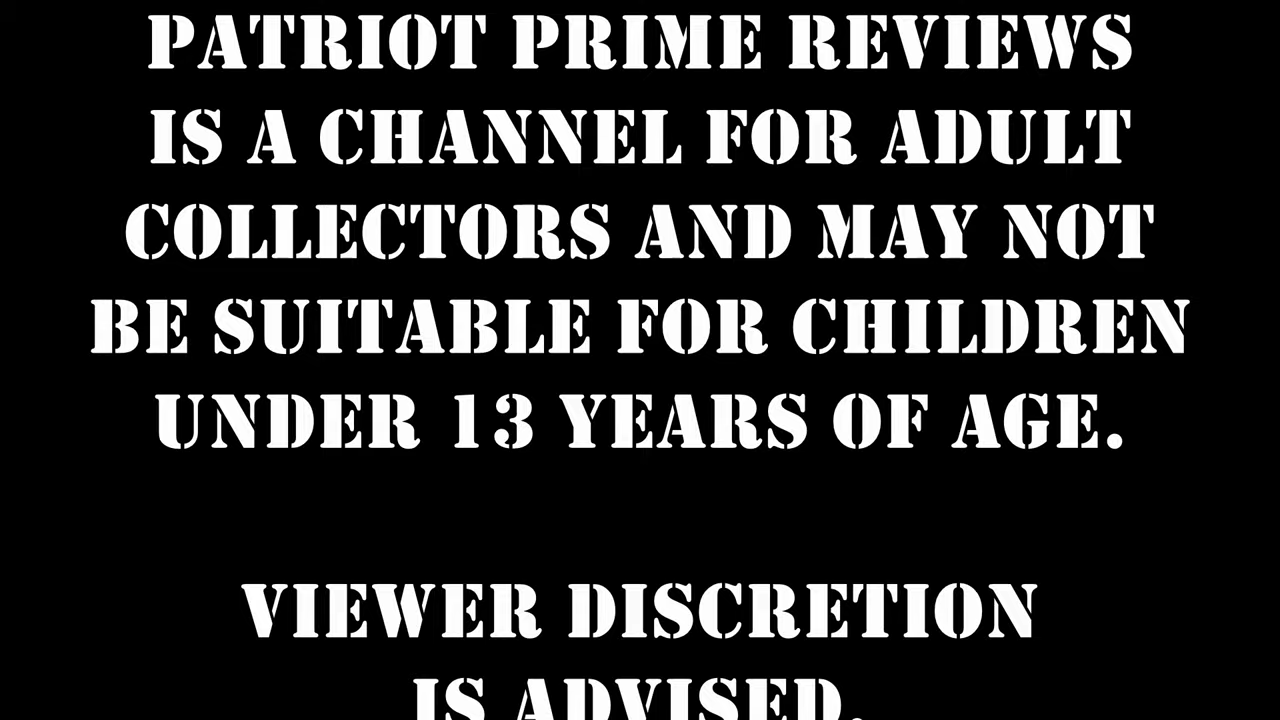 PATRIOT PRIME REVIEWS
IS A CHANNEL FOR ADULT
COLLECTORS AND MAY NOT
BE SUITABLE FOR CHILDREN
UNDER 13 YEARS OF AGE.
VIEWER DISCRETION
IS ADVISED.